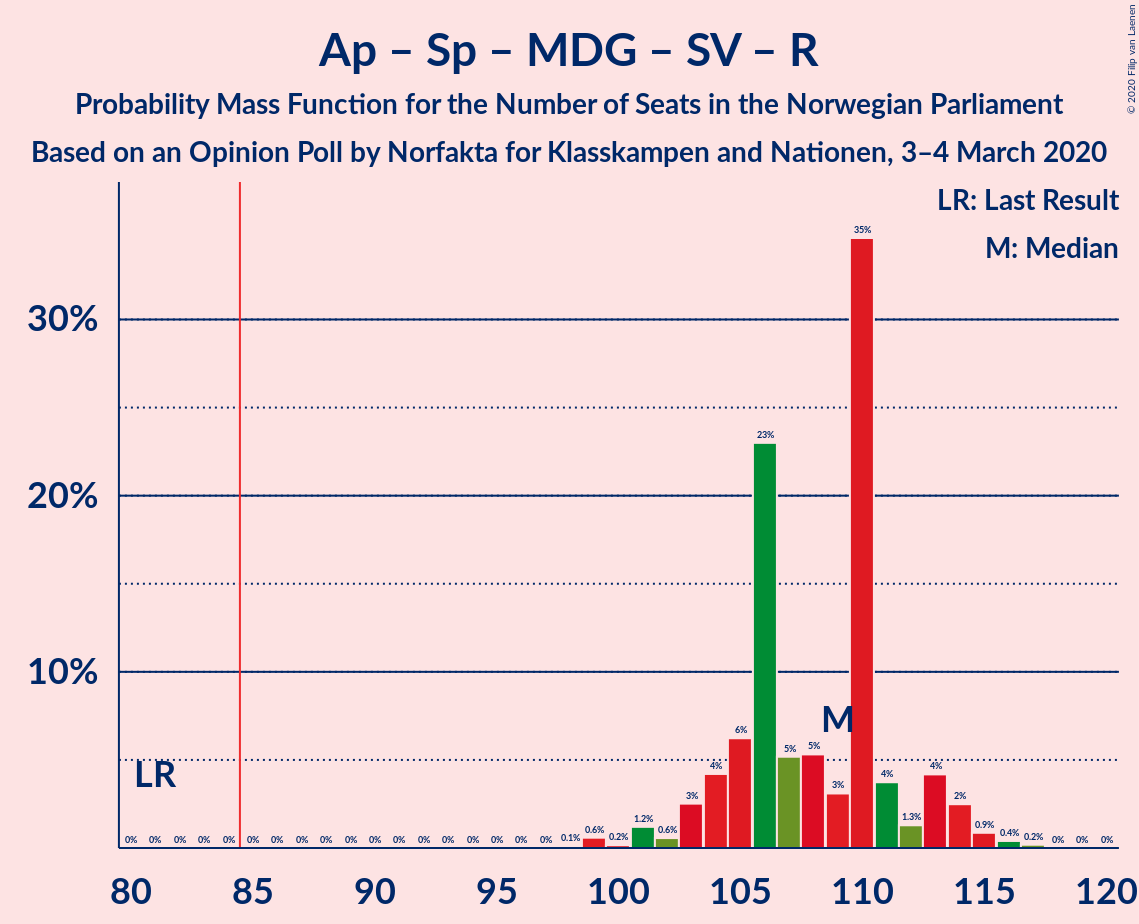 Ap – Sp – MDG – SV – R
Probability Mass Function for the Number of Seats in the Norwegian Parliament
Based on an Opinion Poll by Norfakta for Klasskampen and Nationen, 3–4 March 2020
© 2020 Filip van Laenen
LR: Last Result
M: Median
30%
20%
10%
LR
M
0% 0% 0% 0% 0% 0% 0% 0% 0% 0% 0% 0% 0% 0% 0% 0% 0% 0% 0.1% 0.6% 0.2% 1.2% 0.6% 3% 4% 6% 23% 5% 5% 3% 35% 4% 1.3% 4% 2% 0.9% 0.4% 0.2% 0% 0% 0%
80 85 90 95 100 105 110 115 120